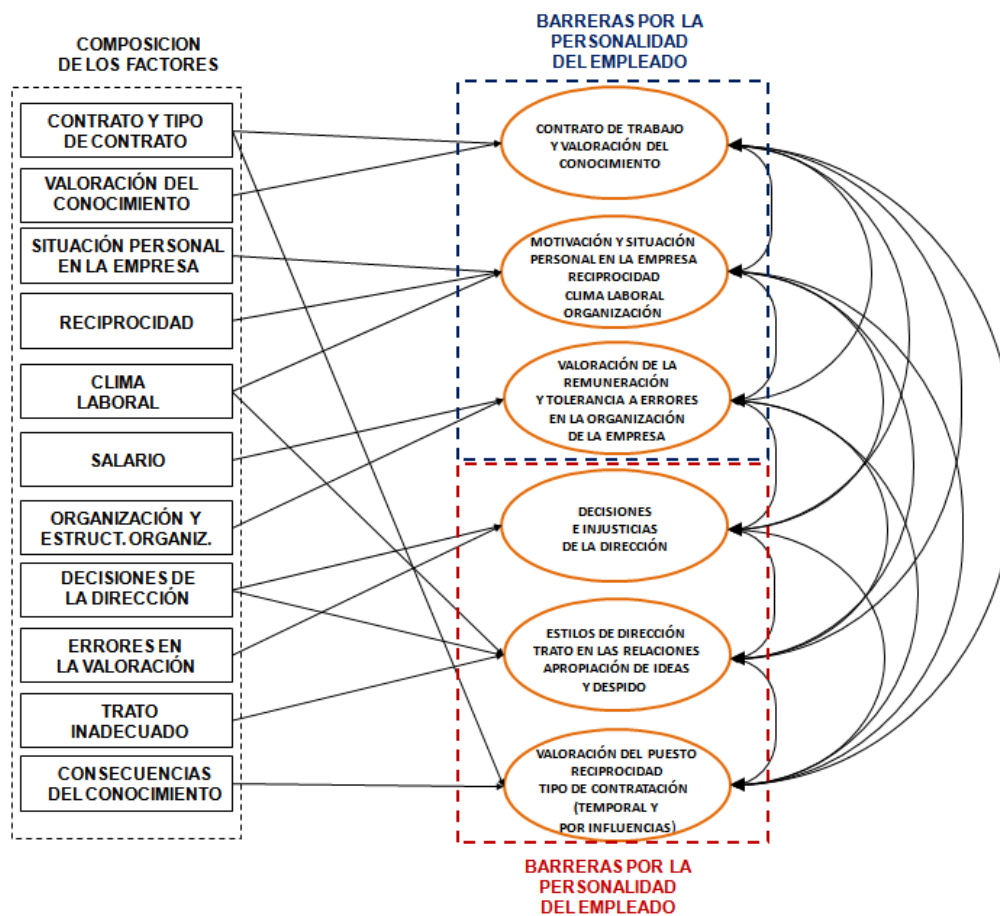 COMPOSICION
DE LOS FACTORES
CONTRATO Y TIPO
DE CONTRATO
VALORACIÓN DEL
CONOCIMIENTO
SITUACIÓN PERSONAL
EN LA EMPRESA
RECIPROCIDAD
CLIMA
LABORAL
SALARIO
ORGANIZACIÓN Y
ESTRUCT. ORGANIZ.
DECISIONES DE
LA DIRECCIÓN
ERRORES EN
LA VALORACIÓN
TRATO
INADECUADO
CONSECUENCIAS
DEL CONOCIMIENTO
BARRERAS POR LA
PERSONALIDAD
DEL EMPLEADO
CONTRATO DE TRABAJO
Y VALORACIÓN DEL
CONOCIMIENTO
MOTIVACIÓN Y SITUACIÓN
PERSONAL EN LA EMPRESA
RECIPROCIDAD
CLIMA LABORAL
ORGANIZACIÓN
VALORACIÓN DE LA
REMUNERACIÓN
Y TOLERANCIA A ERRORES
EN LA ORGANIZACIÓN
DE LA EMPRESA
DECISIONES
E INJUSTICIAS
DE LA DIRECCIÓN
ESTILOS DE DIRECCIÓN
TRATO EN LAS RELACIONES
APROPIACIÓN DE IDEAS
Y DESPIDO
VALORACIÓN DEL PUESTO
RECIPROCIDAD
TIPO DE CONTRATACIÓN
(TEMPORAL Y
POR INFLUENCIAS)
BARRERAS POR LA
PERSONALIDAD
DEL EMPLEADO